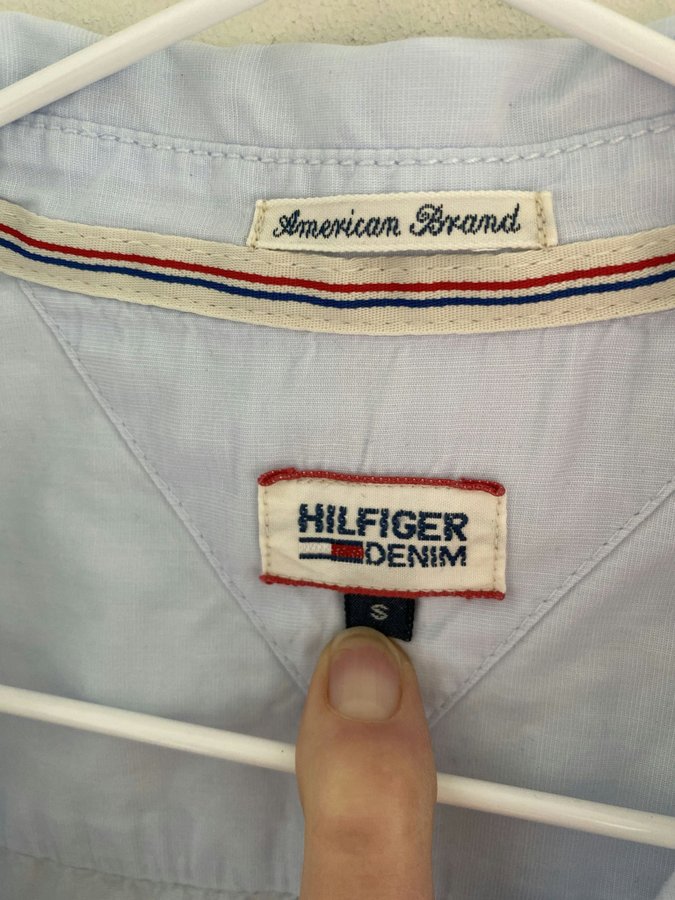 American Brand
HILFIGER
DENIM
S